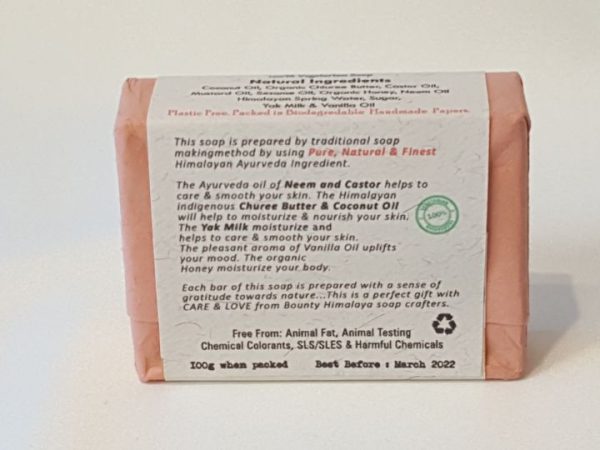 100% Vegetarian Soap
Natural Ingredients
Coconut Oil, Organic Chiuree Butter, Castor Oil,
Mustard Oil, Sesame Oil, Organic Honey, Neem Oil
Himalayan Spring Water, Sugar,
Yak Milk & Vanilla Oil
Plastic Free. Packed in Biodegradable Handmade Papers.
This soap is prepared by traditional soap
makingmethod by using Pure, Natural & Finest
Himalayan Ayurveda Ingredient.
The Ayurveda oil of Neem and Castor helps to
care & smooth your skin. The Himalayan
indigenous Churee Butter & Coconut Oil
will help to moisturize & nourish your skin.
The Yak Milk moisturize and
helps to care & smooth your skin.
The pleasant aroma of Vanilla Oil uplifts
your mood. The organic
Honey moisturize your body.
100%
Each bar of this soap is prepared with a sense of
gratitude towards nature...This is a perfect gift with
CARE & LOVE from Bounty Himalaya soap crafters.
Free From: Animal Fat, Animal Testing
Chemical Colorants, SLS/SLES & Harmful Chemicals
100g when packed Best Before : March 2022